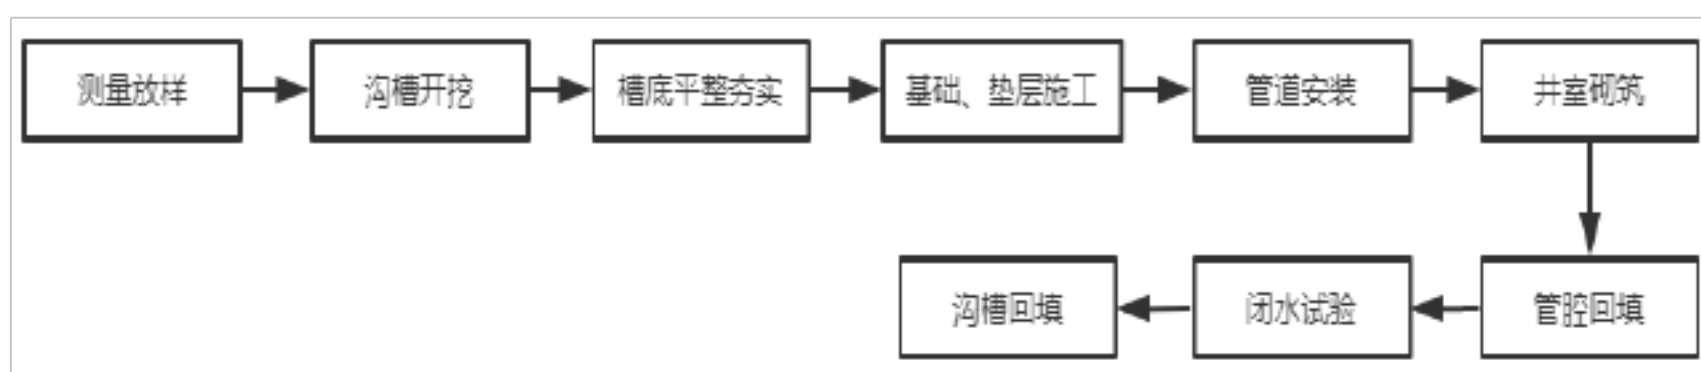 测量放样
沟槽开挖
槽底平整夯实
基础、垫层施工
管道安装
井室砌筑
管腔回填
闭水试验
沟槽回填